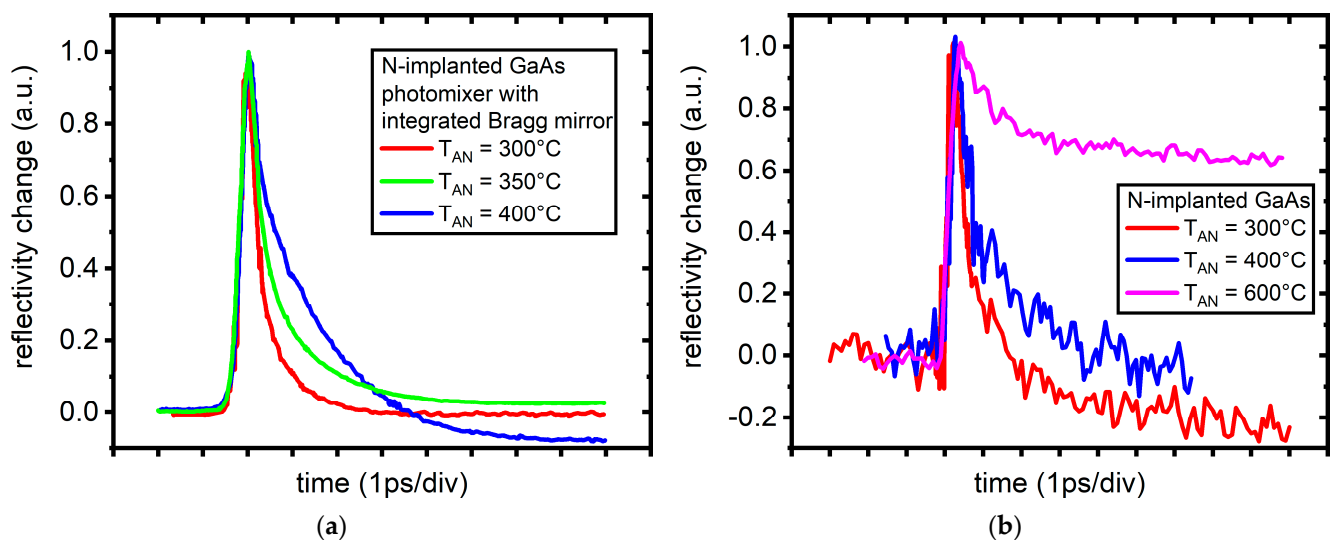 reflectivity change (a.u.)
1.0
0.8
0.6
0.4
0.2
0.0
N-implanted GaAs
photomixer with
integrated Bragg mirror
T_AN = 300°C
T_AN = 350°C
T_AN = 400°C
time (1ps/div)
(a)
reflectivity change (a.u.)
1.0
0.8
0.6
0.4
0.2
0.0
-0.2
N-implanted GaAs
T_AN = 300°C
T_AN = 400°C
T_AN = 600°C
time (1ps/div)
(b)